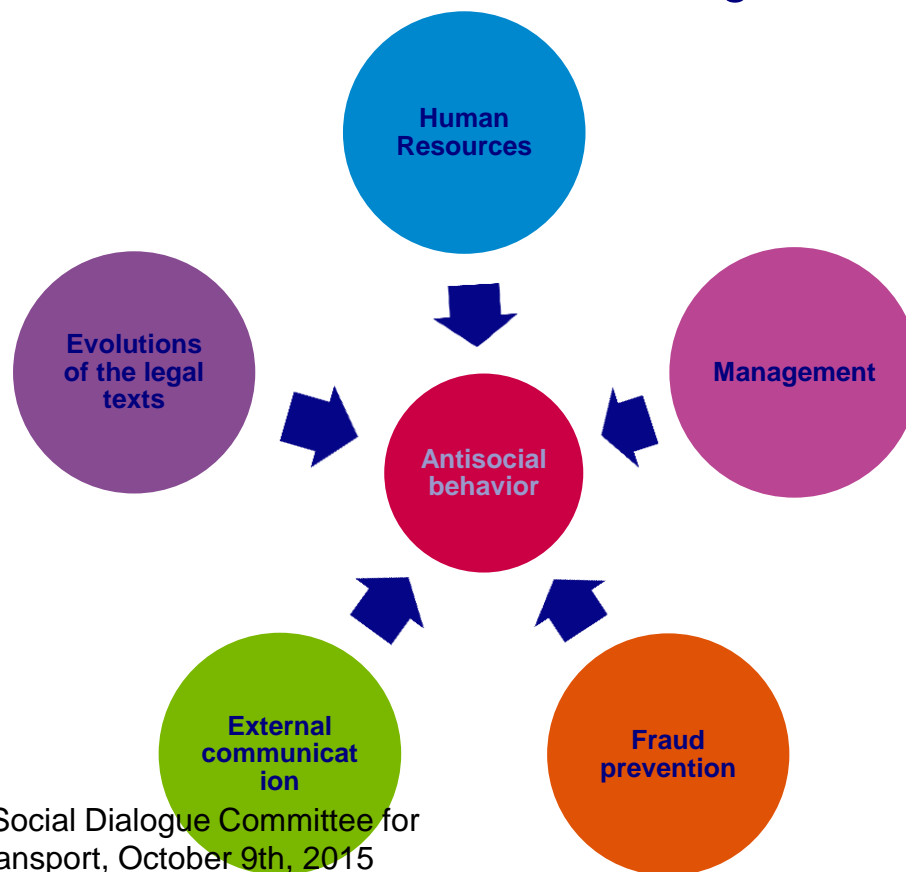 Human
Resources
Evolutions
of the legal
texts
Management
Antisocial
behavior
External
communicat
ion
Fraud
prevention
Social Dialogue Committee for
ansport, October 9th, 2015